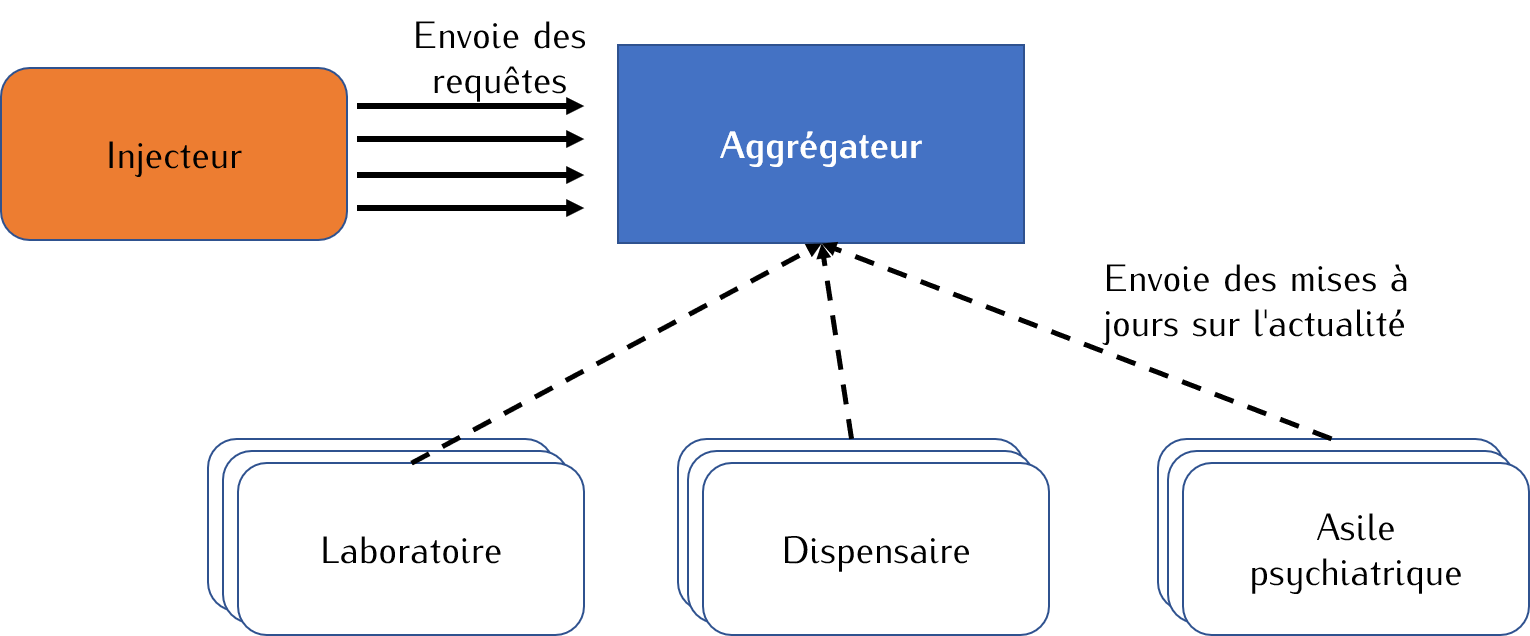 Envoie des
requêtes
Injecteur
Aggrégateur
Envoie des mises à
jours sur l'actualité
Laboratoire
Dispensaire
Asile
psychiatrique